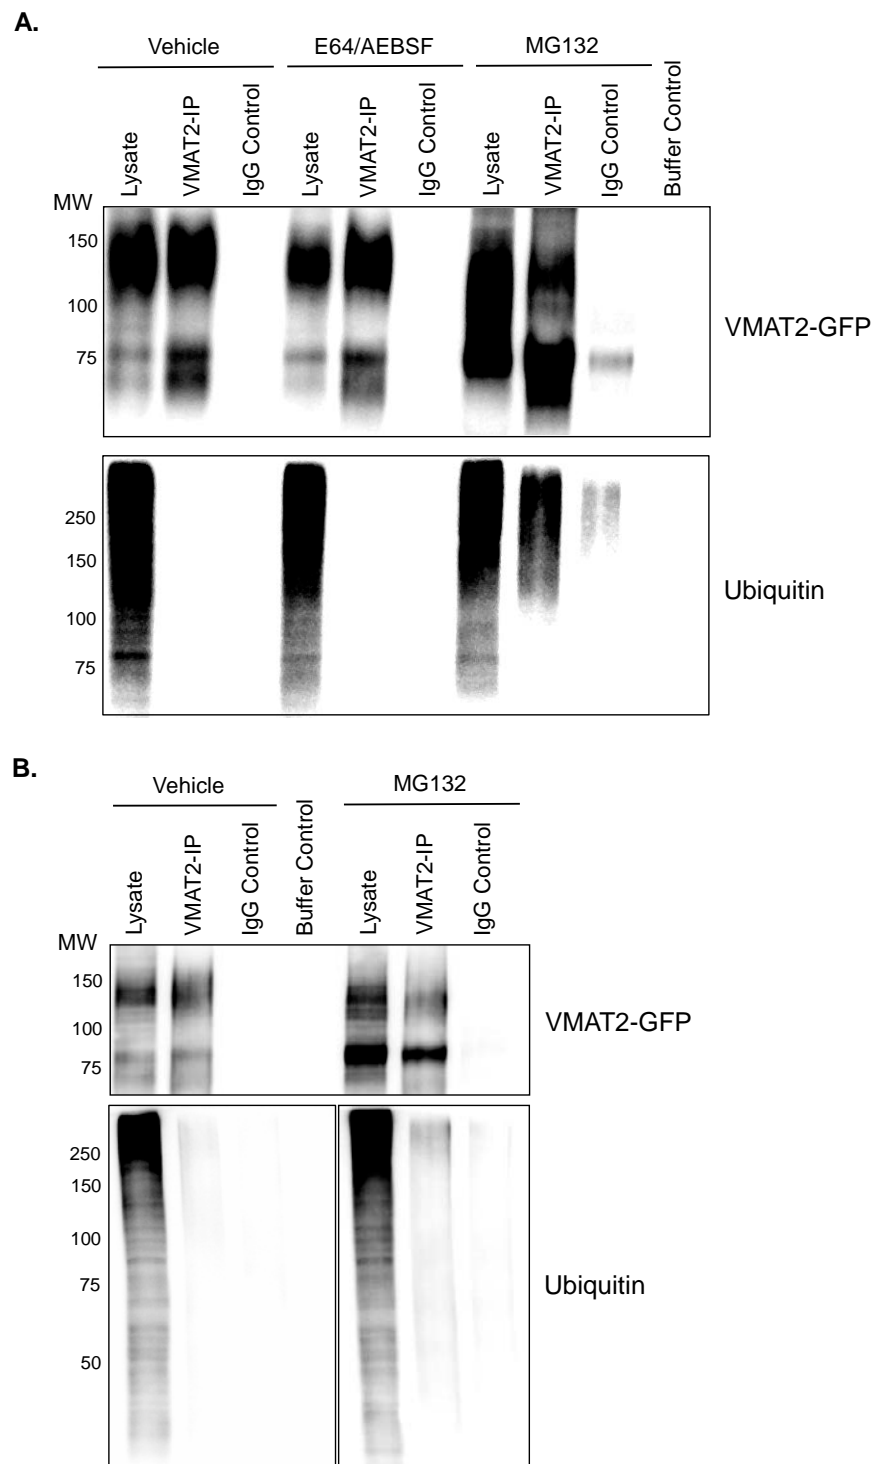 A.
Vehicle E64/AEBSF MG132
Lysate VMAT2-IP IgG Control Lysate VMAT2-IP IgG Control Lysate VMAT2-IP IgG Control Buffer Control
MW
150
100
75
VMAT2-GFP
250
150
100
75
Ubiquitin
B.
Vehicle MG132
Lysate VMAT2-IP IgG Control Buffer Control Lysate VMAT2-IP IgG Control
MW
150
100
75
VMAT2-GFP
250
150
100
75
50
Ubiquitin